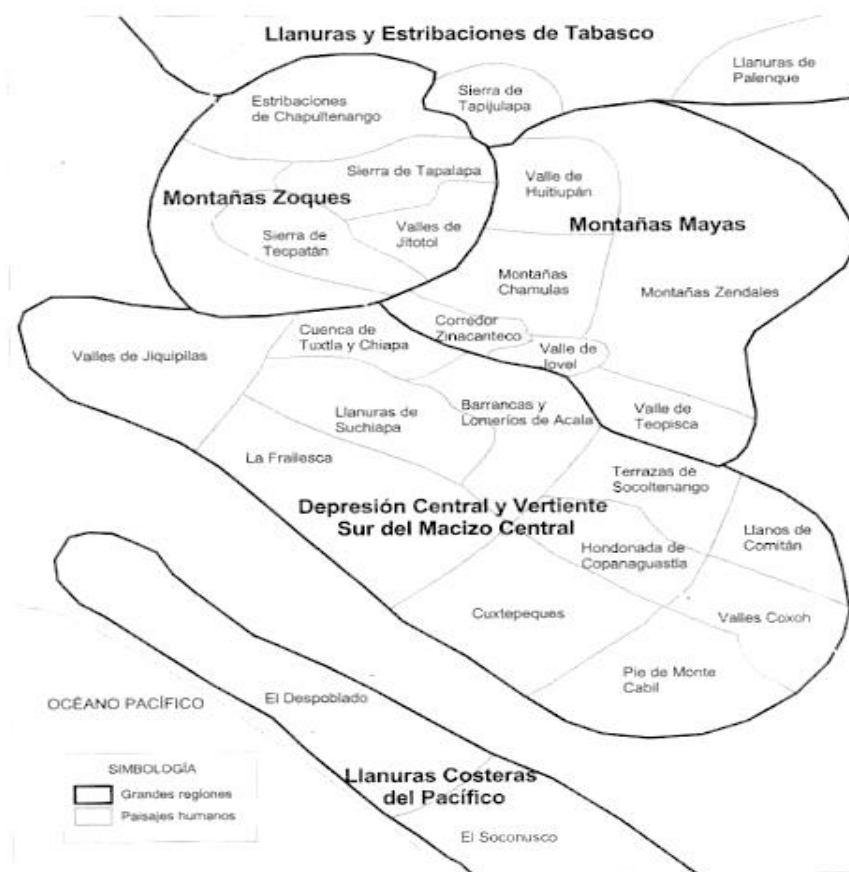 Llanuras y Estribaciones de Tabasco
Llanuras de
Palenque
Sierra de
Tapijulapa
Estribaciones
de Chapultenango
Sierra de Tapalapa
Valle de
Huitiupán
Montañas Zoques
Montañas Mayas
Valles de
Jitotol
Sierra de
Tecpatán
Montañas
Chamulas
Montañas Zendales
Corredor
Zinacanteco
Cuenca de
Tuxtla y Chiapa
Valles de Jiquipilas
Valle de
Jovel
Barrancas y
Lomeríos de Acala
Llanuras de
Suchiapa
Valle de
Teopisca
La Frailesca
Terrazas de
Socoltenango
Depresión Central y Vertiente
Sur del Macizo Central
Llanos de
Comitán
Hondonada de
Copanaguastla
Cuxtepeques
Valles Coxoh
Pie de Monte
Cabil
OCÉANO PACÍFICO
El Despoblado
SIMBOLOGÍA
Grandes regiones
Paisajes humanos
Llanuras Costeras
del Pacífico
El Soconusco